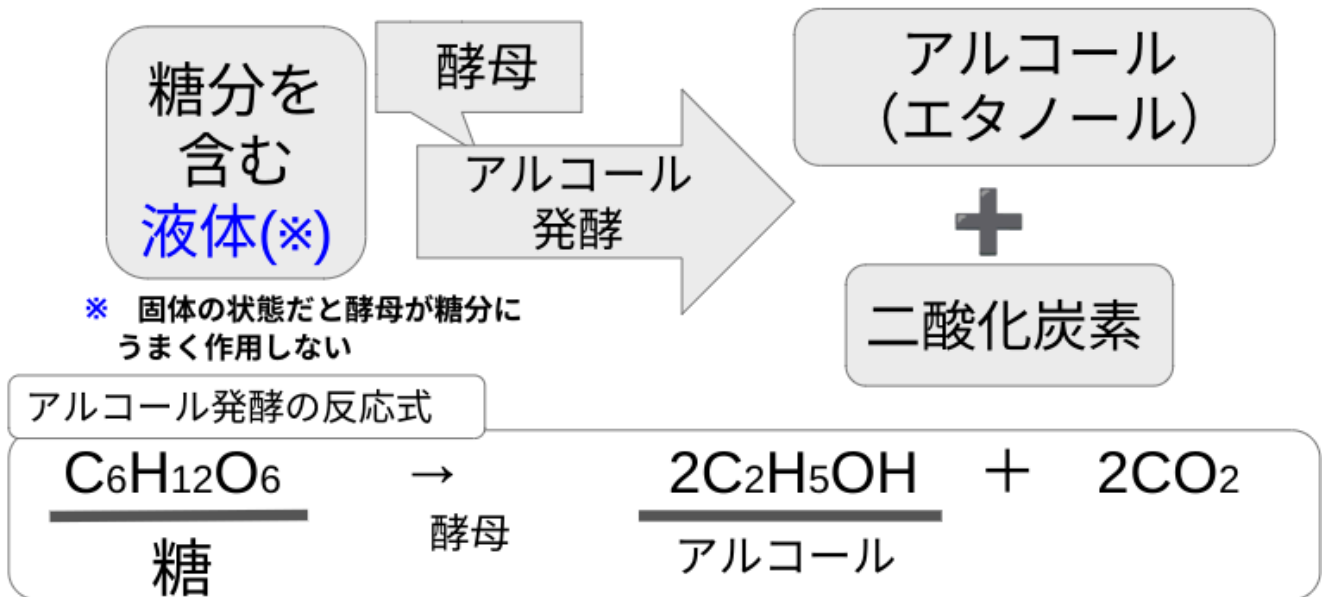 糖分を
含む
液体(※)
酵母
アルコール
発酵
アルコール
（エタノール）
➕
二酸化炭素
※　固体の状態だと酵母が糖分に
うまく作用しない
アルコール発酵の反応式
C6H12O6 → 2C2H5OH ＋ 2CO2
糖 酵母 アルコール